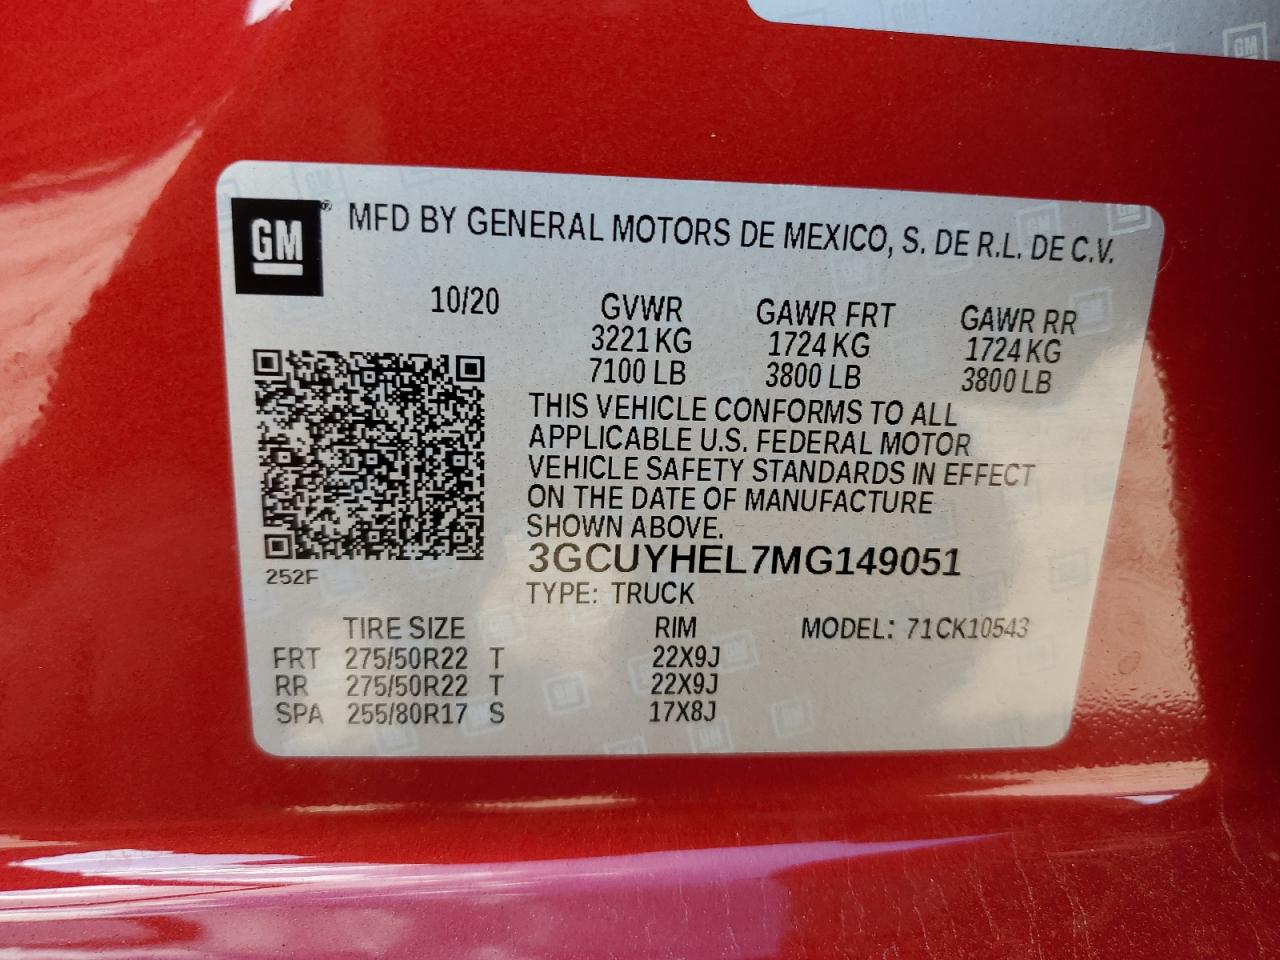 GM ® MFD BY GENERAL MOTORS DE MEXICO, S. DE R.L. DE C.V.
10/20 GVWR GAWR FRT GAWR RR
3221 KG 1724 KG 1724 KG
7100 LB 3800 LB 3800 LB
THIS VEHICLE CONFORMS TO ALL
APPLICABLE U.S. FEDERAL MOTOR
VEHICLE SAFETY STANDARDS IN EFFECT
ON THE DATE OF MANUFACTURE
SHOWN ABOVE.
3GCUYHEL7MG149051
252F
TYPE: TRUCK
TIRE SIZE RIM MODEL: 71CK10543
FRT 275/50R22 T 22X9J
RR 275/50R22 T 22X9J
SPA 255/80R17 S 17X8J